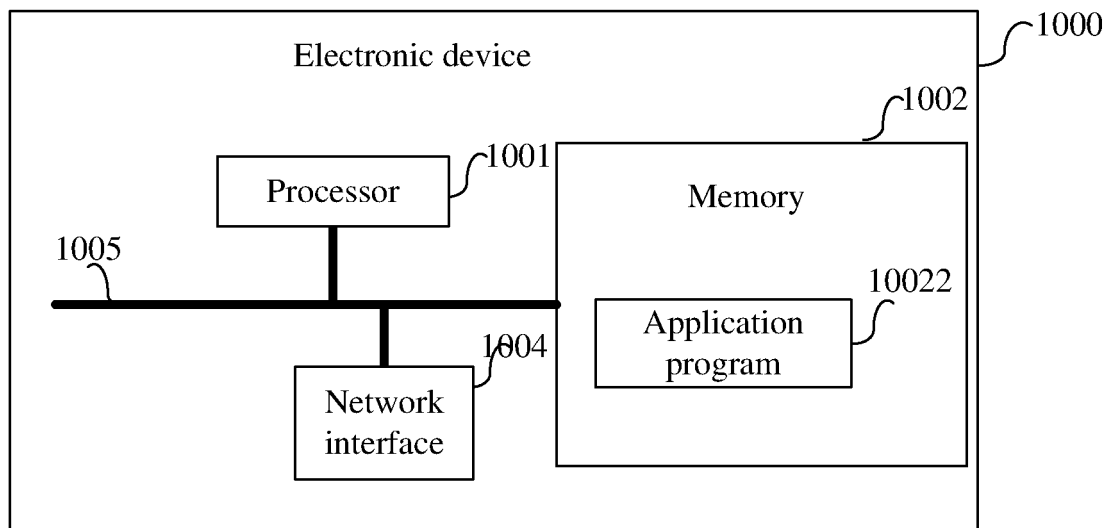 1000
Electronic device
1002
1001
Processor
Memory
1005
10022
Application
program
1004
Network
interface